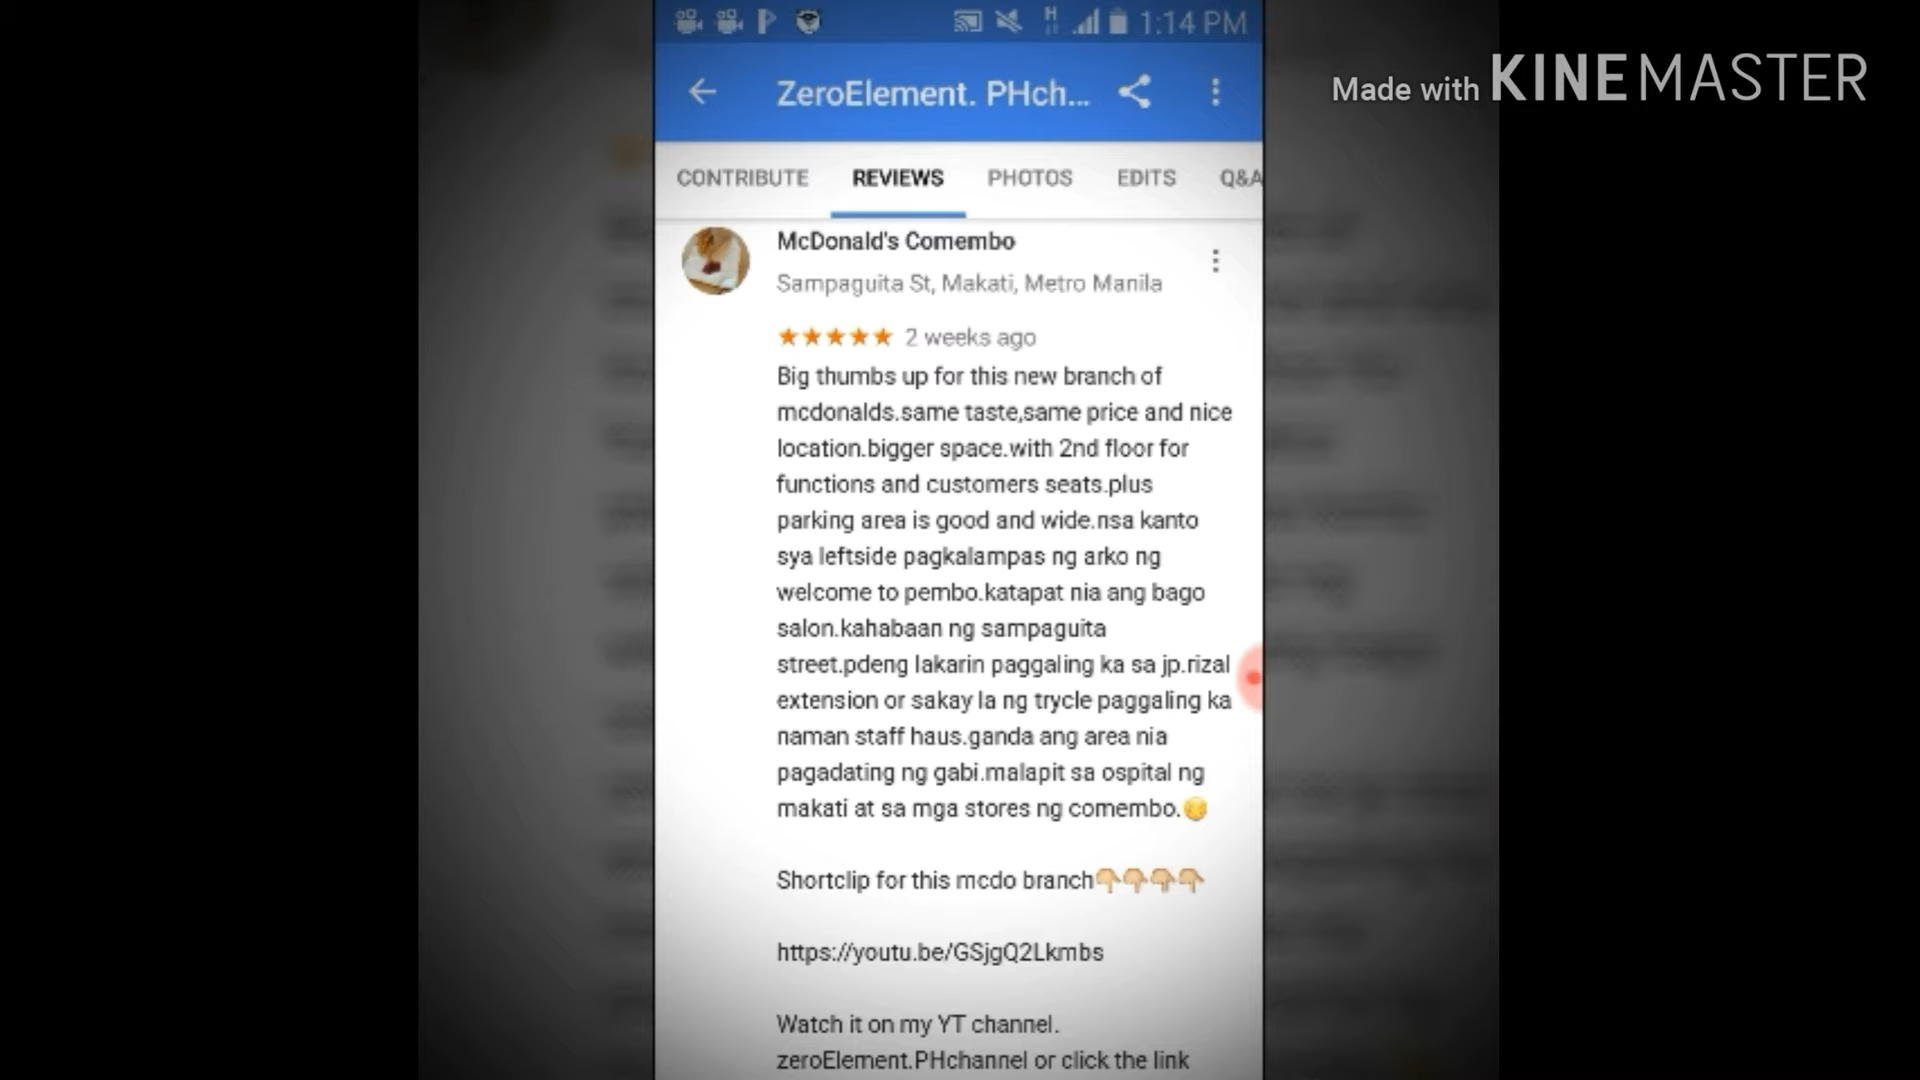 1:14 PM
Made with KINEMASTER
ZeroElement. PHch...
CONTRIBUTE REVIEWS PHOTOS EDITS Q&A
McDonald's Comembo
Sampaguita St, Makati, Metro Manila
2 weeks ago
Big thumbs up for this new branch of
mcdonalds.same taste,same price and nice
location.bigger space.with 2nd floor for
functions and customers seats.plus
parking area is good and wide.nsa kanto
sya leftside pagkalampas ng arko ng
welcome to pembo.katapat nia ang bago
salon.kahabaan ng sampaguita
street.pdeng lakarin paggaling ka sa jp.rizal
extension or sakay la ng trycle paggaling ka
naman staff haus.ganda ang area nia
pagadating ng gabi.malapit sa ospital ng
makati at sa mga stores ng comembo.😊
Shortclip for this mcdo branch👇👇👇👇
https://youtu.be/GSjgQ2Lkmbs
Watch it on my YT channel.
zeroElement.PHchannel or click the link